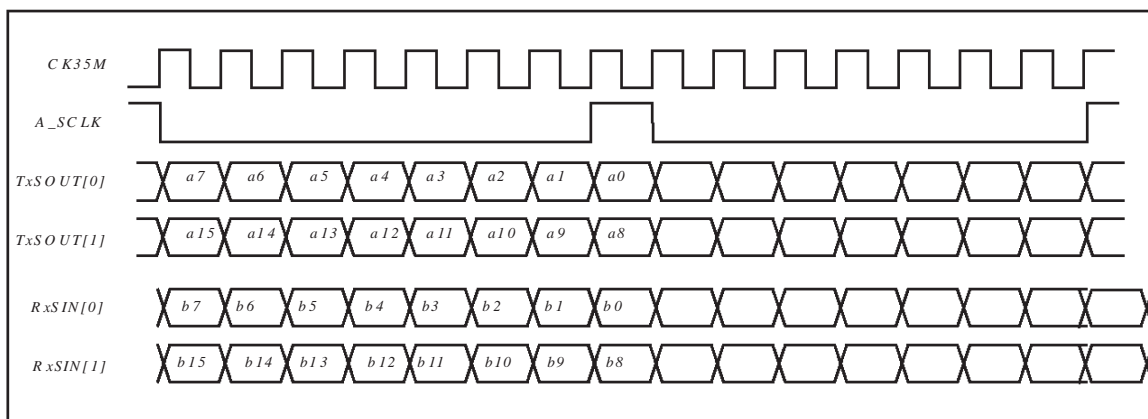 CK35M
A_SCLK
TxSOUT[0] a7 a6 a5 a4 a3 a2 a1 a0
TxSOUT[1] a15 a14 a13 a12 a11 a10 a9 a8
RxSIN[0] b7 b6 b5 b4 b3 b2 b1 b0
RxSIN[1] b15 b14 b13 b12 b11 b10 b9 b8